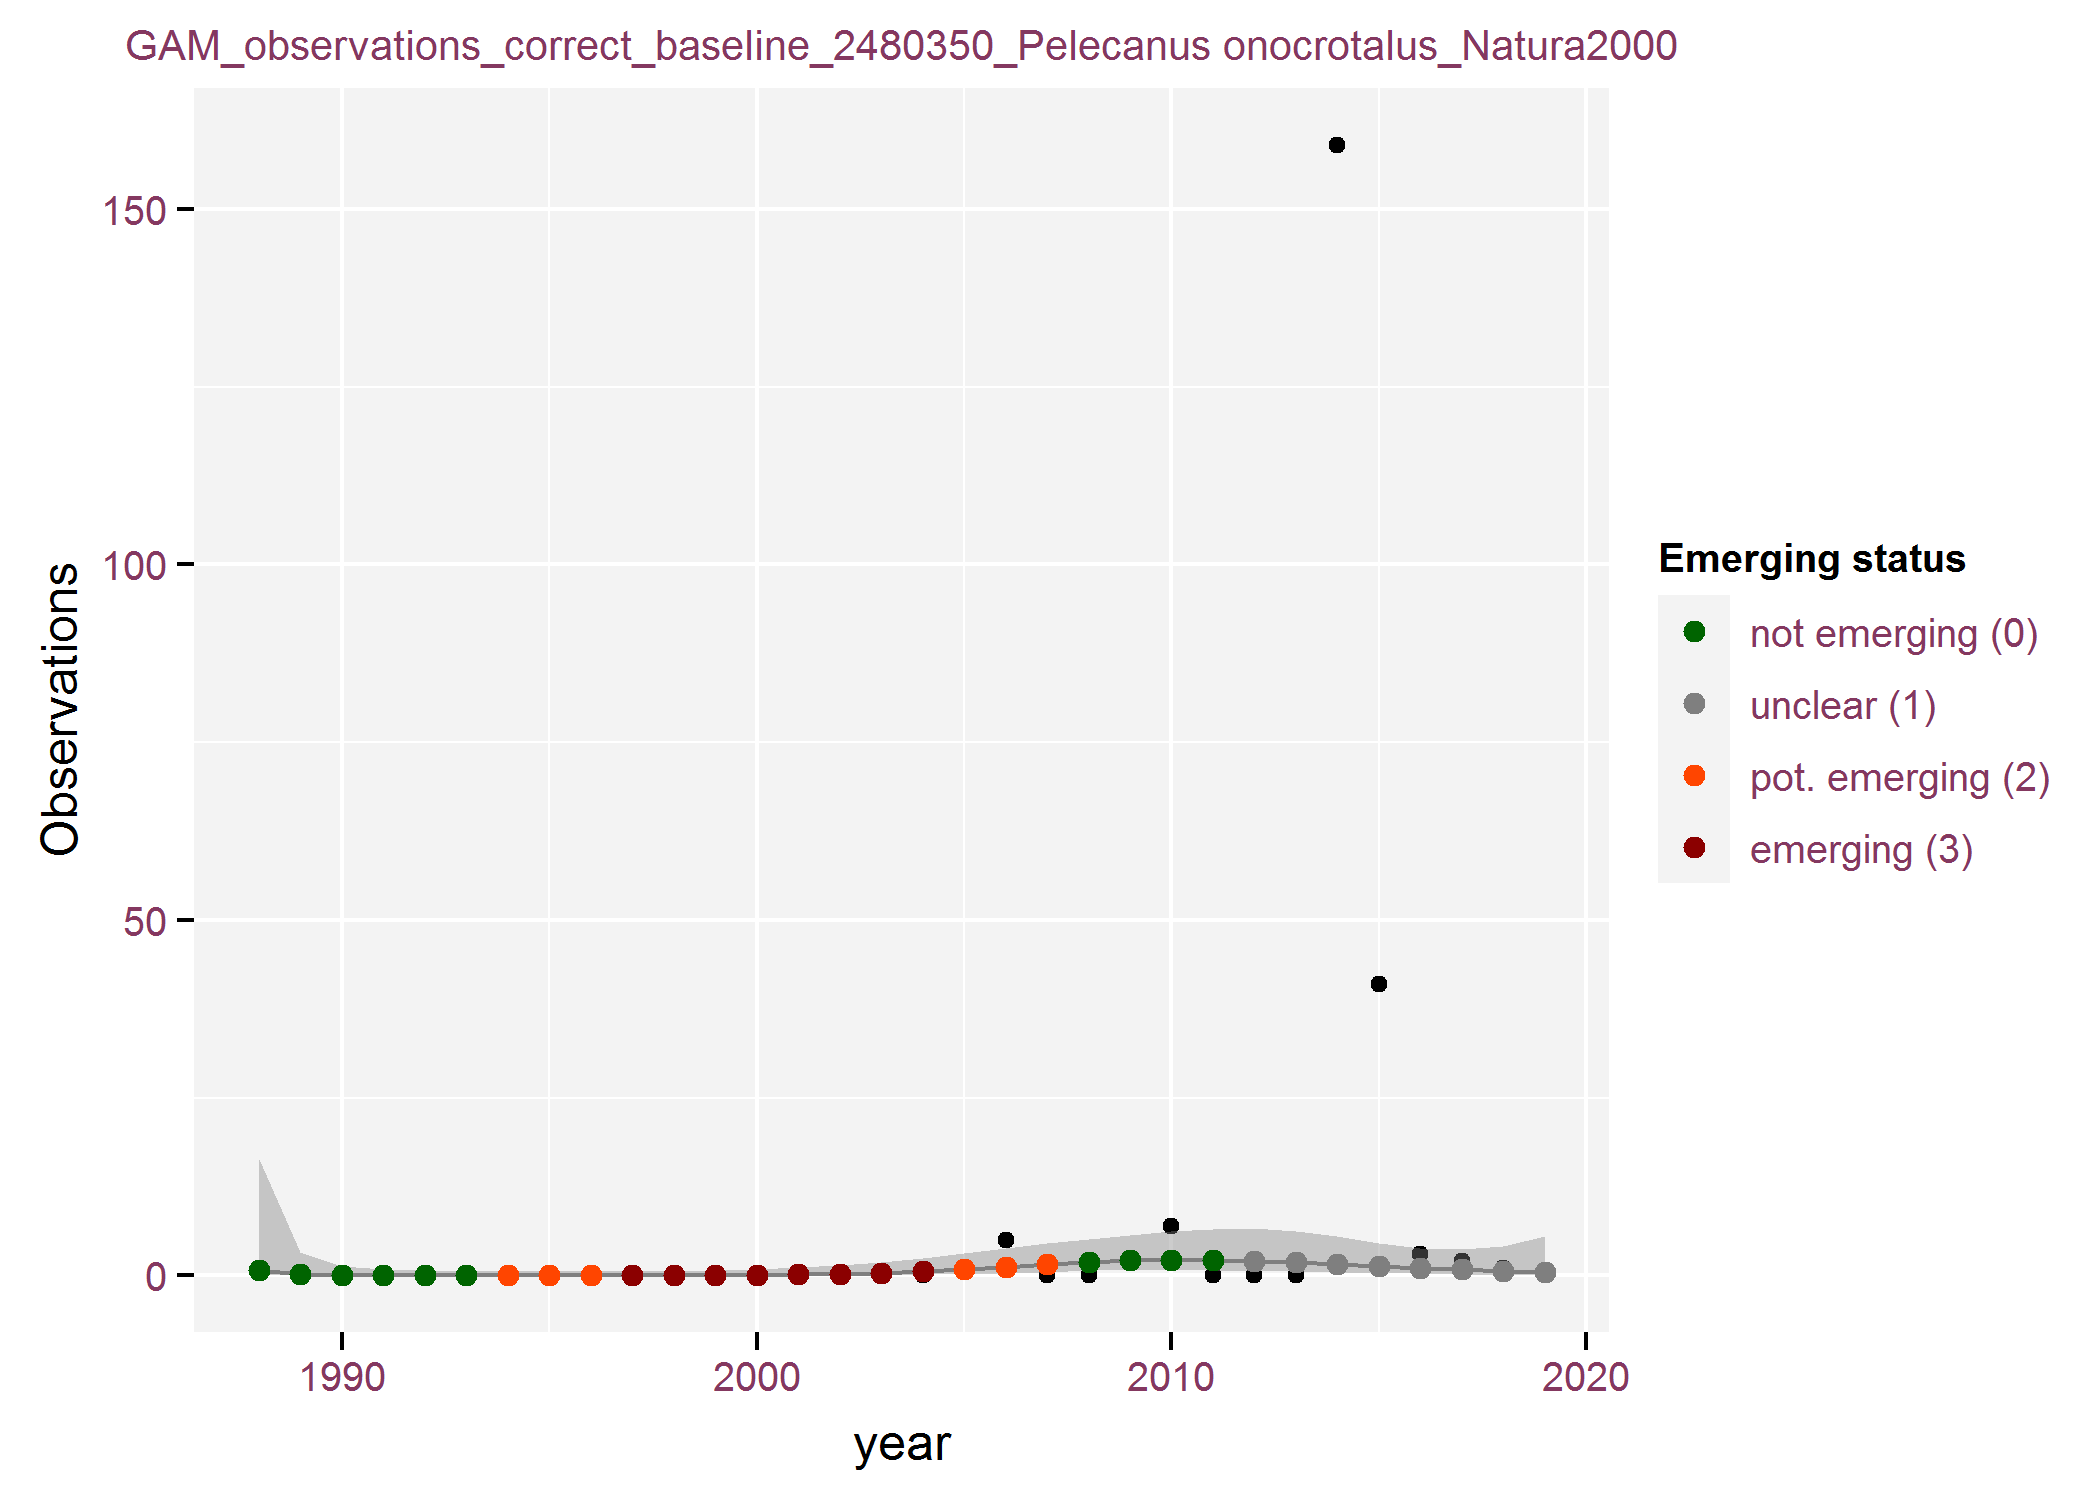 GAM_observations_correct_baseline_2480350_Pelecanus onocrotalus_Natura2000
Observations
150
100
50
0
1990
2000
2010
2020
year
Emerging status
not emerging (0)
unclear (1)
pot. emerging (2)
emerging (3)